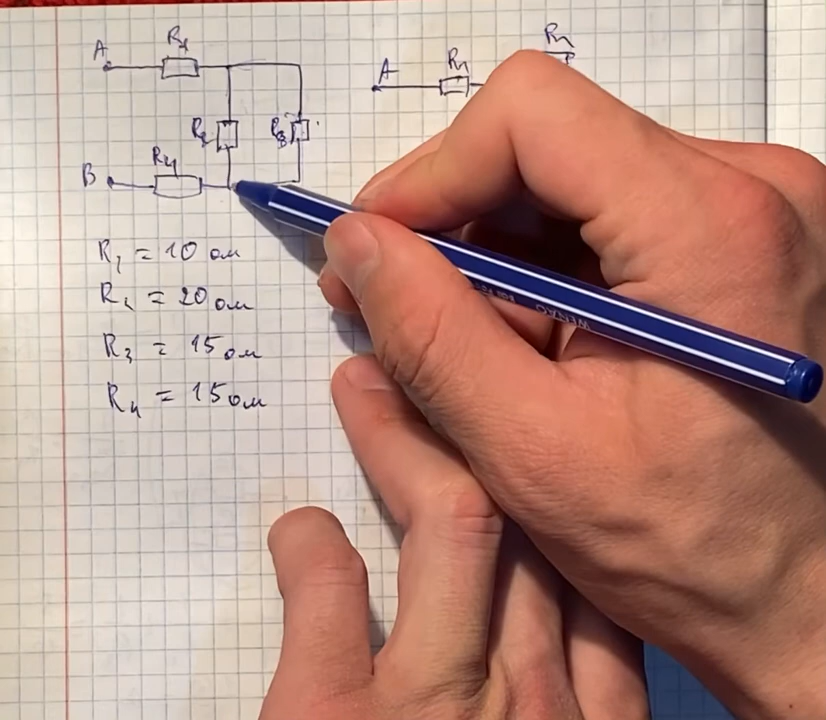 A R₁
R₂ R₃
B R₄
R₁ = 10 ом
R₂ = 20 ом
R₃ = 15 ом
R₄ = 15 ом
A R₁